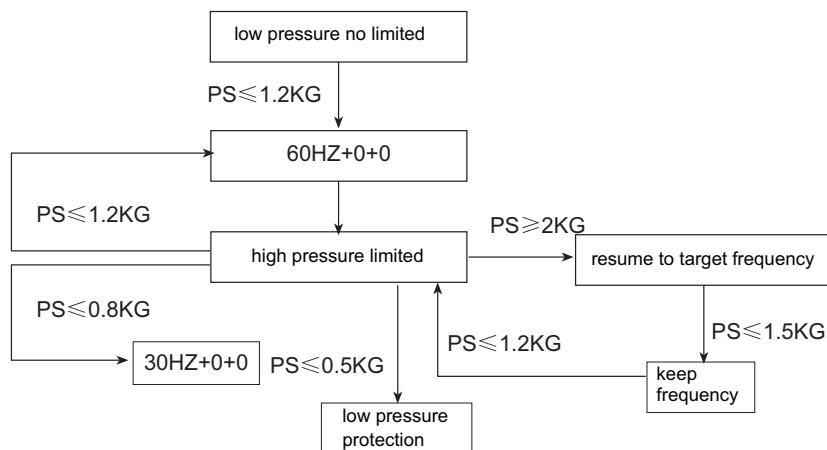 low pressure no limited
PS≤1.2KG
60HZ+0+0
PS≤1.2KG
PS≥2KG
high pressure limited
resume to target frequency
PS≤0.8KG
PS≤1.2KG
PS≤1.5KG
30HZ+0+0
PS≤0.5KG
keep
frequency
low pressure
protection